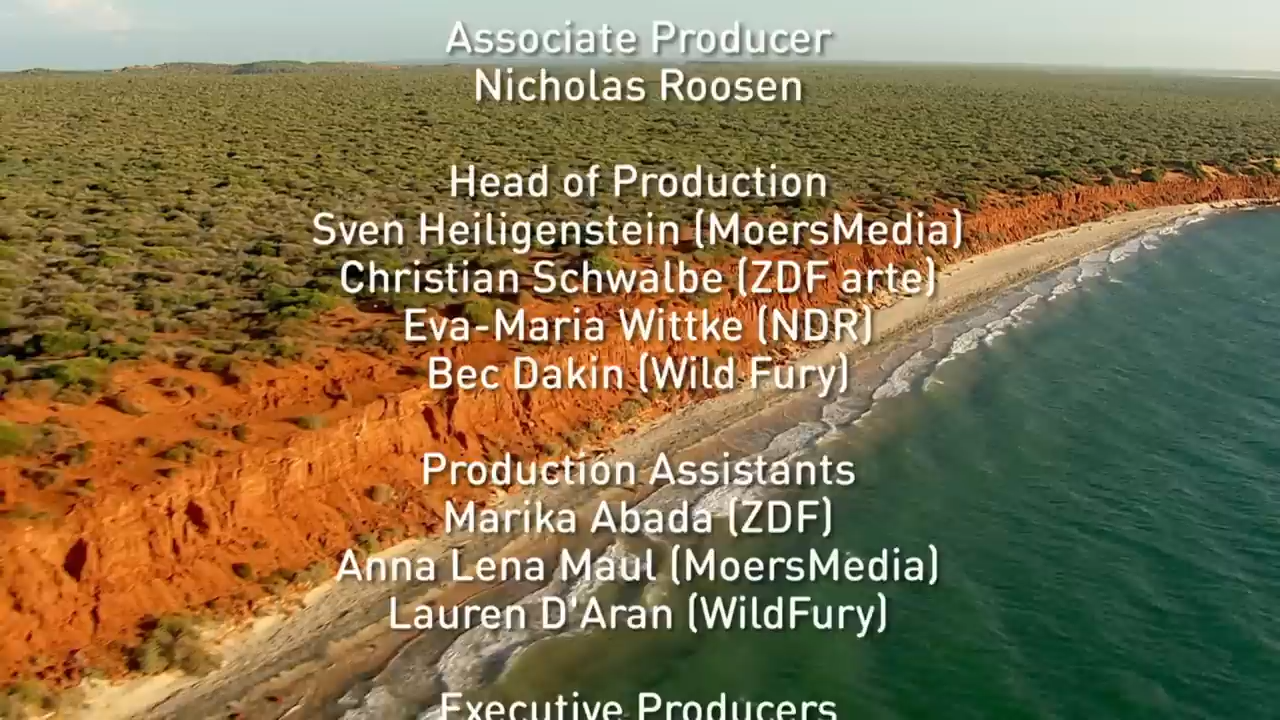 Associate Producer
Nicholas Roosen
Head of Production
Sven Heiligenstein (MoersMedia)
Christian Schwalbe (ZDF arte)
Eva-Maria Wittke (NDR)
Bec Dakin (Wild Fury)
Production Assistants
Marika Abada (ZDF)
Anna Lena Maul (MoersMedia)
Lauren D'Aran (WildFury)
Executive Producers